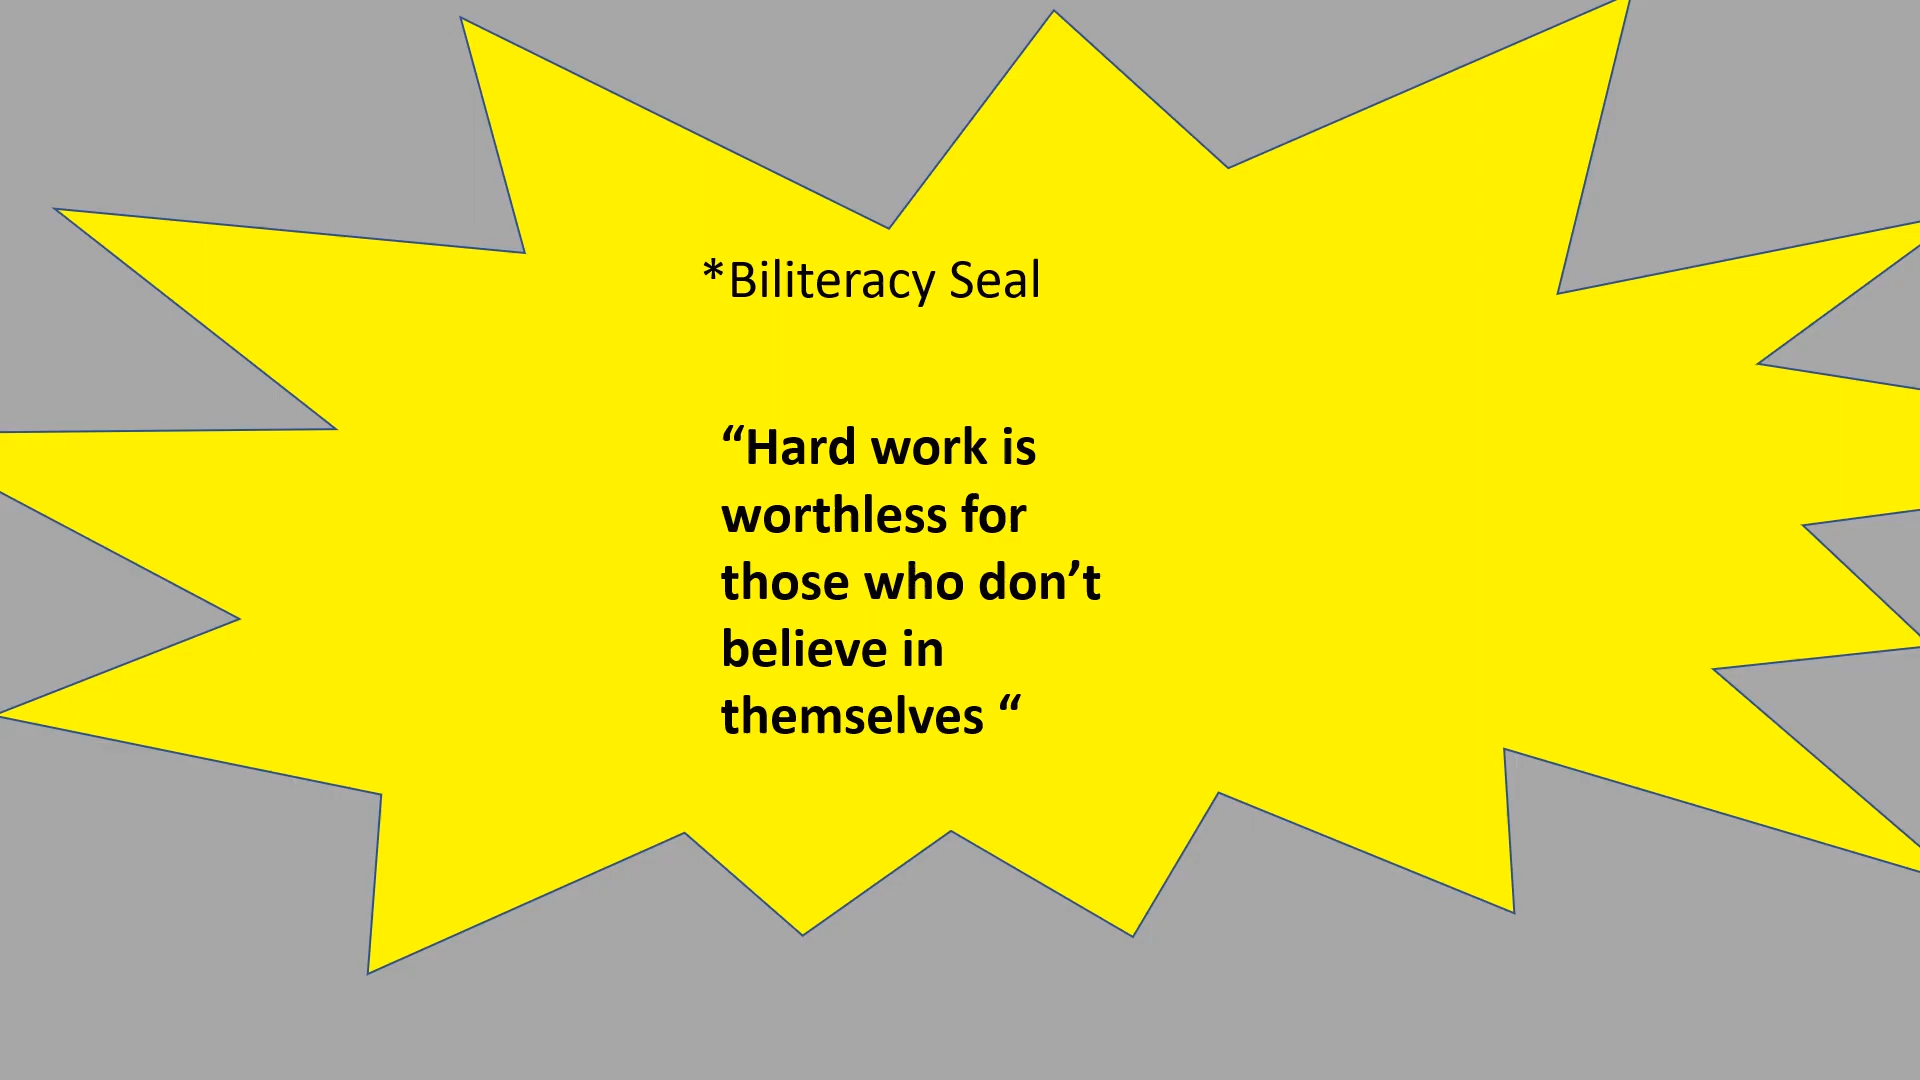 *Biliteracy Seal
“Hard work is
worthless for
those who don’t
believe in
themselves “